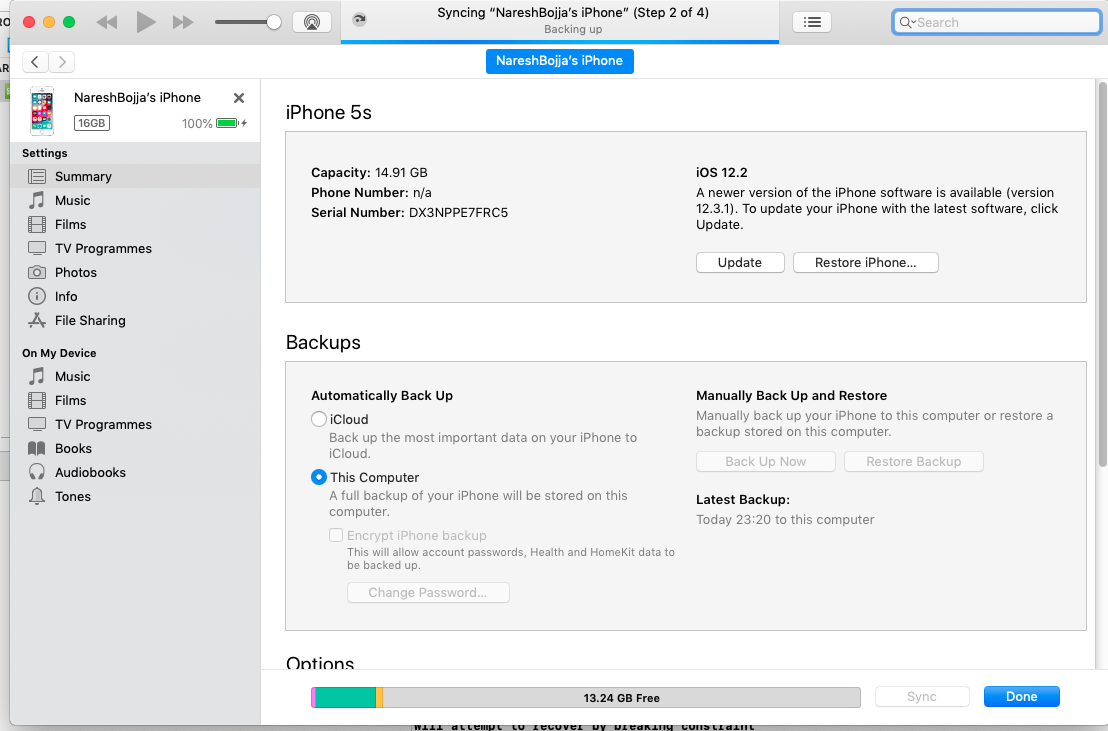 Syncing “NareshBojja’s iPhone” (Step 2 of 4)
Backing up
Search
NareshBojja’s iPhone
NareshBojja’s iPhone
16GB
100%
Settings
Summary
Music
Films
TV Programmes
Photos
Info
File Sharing
On My Device
Music
Films
TV Programmes
Books
Audiobooks
Tones
iPhone 5s
Capacity: 14.91 GB
Phone Number: n/a
Serial Number: DX3NPPE7FRC5
iOS 12.2
A newer version of the iPhone software is available (version
12.3.1). To update your iPhone with the latest software, click
Update.
Update
Restore iPhone...
Backups
Automatically Back Up
iCloud
Back up the most important data on your iPhone to
iCloud.
This Computer
A full backup of your iPhone will be stored on this
computer.
Encrypt iPhone backup
This will allow account passwords, Health and HomeKit data to
be backed up.
Change Password...
Manually Back Up and Restore
Manually back up your iPhone to this computer or restore a
backup stored on this computer.
Back Up Now
Restore Backup
Latest Backup:
Today 23:20 to this computer
Options
13.24 GB Free
Sync
Done
Will attempt to recover by breaking constraint